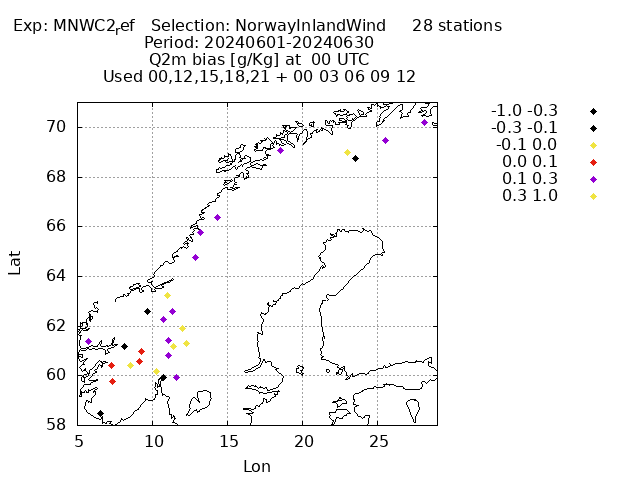 Exp: MNWC2ref Selection: NorwayInlandWind 28 stations
Period: 20240601-20240630
Q2m bias [g/Kg] at 00 UTC
Used 00,12,15,18,21 + 00 03 06 09 12
-1.0 -0.3
-0.3 -0.1
-0.1 0.0
0.0 0.1
0.1 0.3
0.3 1.0
70
68
66
64
62
60
58
Lat
5 10 15 20 25
Lon